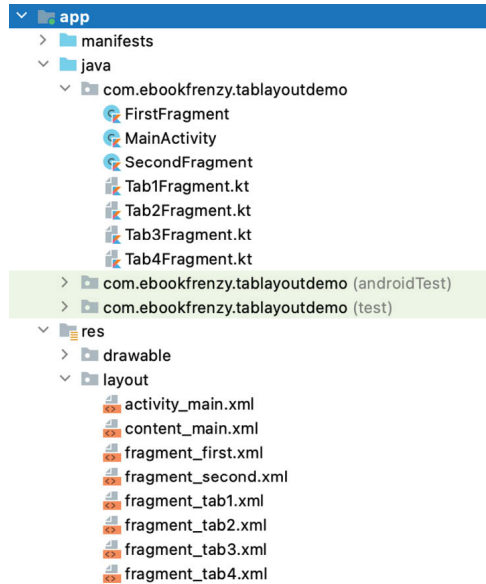 app
manifests
java
com.ebookfrenzy.tablayoutdemo
FirstFragment
MainActivity
SecondFragment
Tab1Fragment.kt
Tab2Fragment.kt
Tab3Fragment.kt
Tab4Fragment.kt
com.ebookfrenzy.tablayoutdemo (androidTest)
com.ebookfrenzy.tablayoutdemo (test)
res
drawable
layout
activity_main.xml
content_main.xml
fragment_first.xml
fragment_second.xml
fragment_tab1.xml
fragment_tab2.xml
fragment_tab3.xml
fragment_tab4.xml